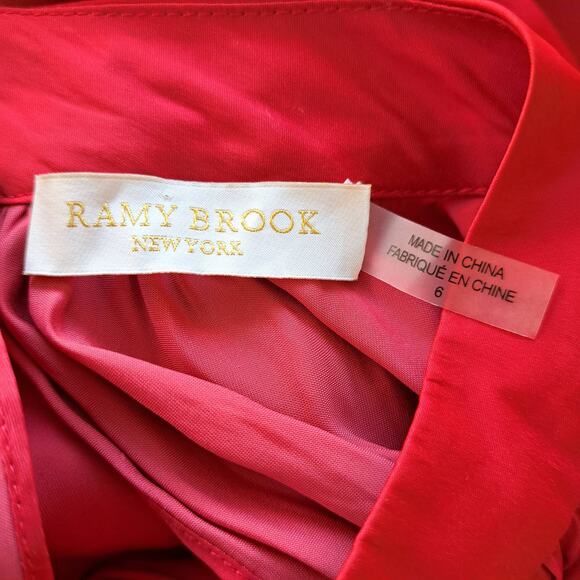 RAMY BROOK
NEW YORK
MADE IN CHINA
FABRIQUÉ EN CHINE
6